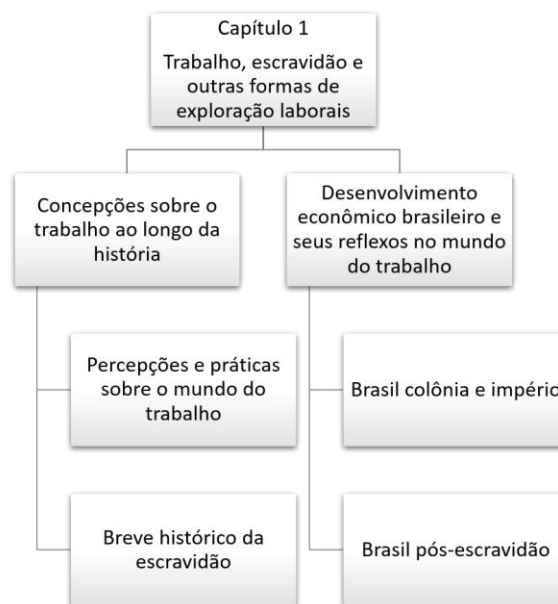 Capítulo 1
Trabalho, escravidão e
outras formas de
exploração laborais
Concepções sobre o
trabalho ao longo da
história
Percepções e práticas
sobre o mundo do
trabalho
Breve histórico da
escravidão
Desenvolvimento
econômico brasileiro e
seus reflexos no mundo
do trabalho
Brasil colônia e império
Brasil pós-escravidão